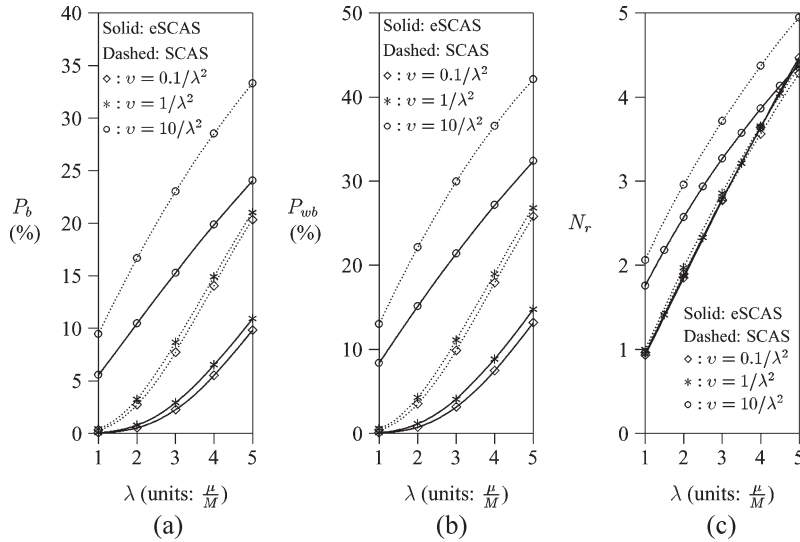 40
35
30
25
20
15
10
5
0
P_b
(%)
Solid: eSCAS
Dashed: SCAS
◇ : υ = 0.1/λ²
* : υ = 1/λ²
○ : υ = 10/λ²
1 2 3 4 5
λ (units: μ/M)
(a)
50
40
30
20
10
0
P_wb
(%)
Solid: eSCAS
Dashed: SCAS
◇ : υ = 0.1/λ²
* : υ = 1/λ²
○ : υ = 10/λ²
1 2 3 4 5
λ (units: μ/M)
(b)
5
4
3
2
1
0
N_r
Solid: eSCAS
Dashed: SCAS
◇ : υ = 0.1/λ²
* : υ = 1/λ²
○ : υ = 10/λ²
1 2 3 4 5
λ (units: μ/M)
(c)